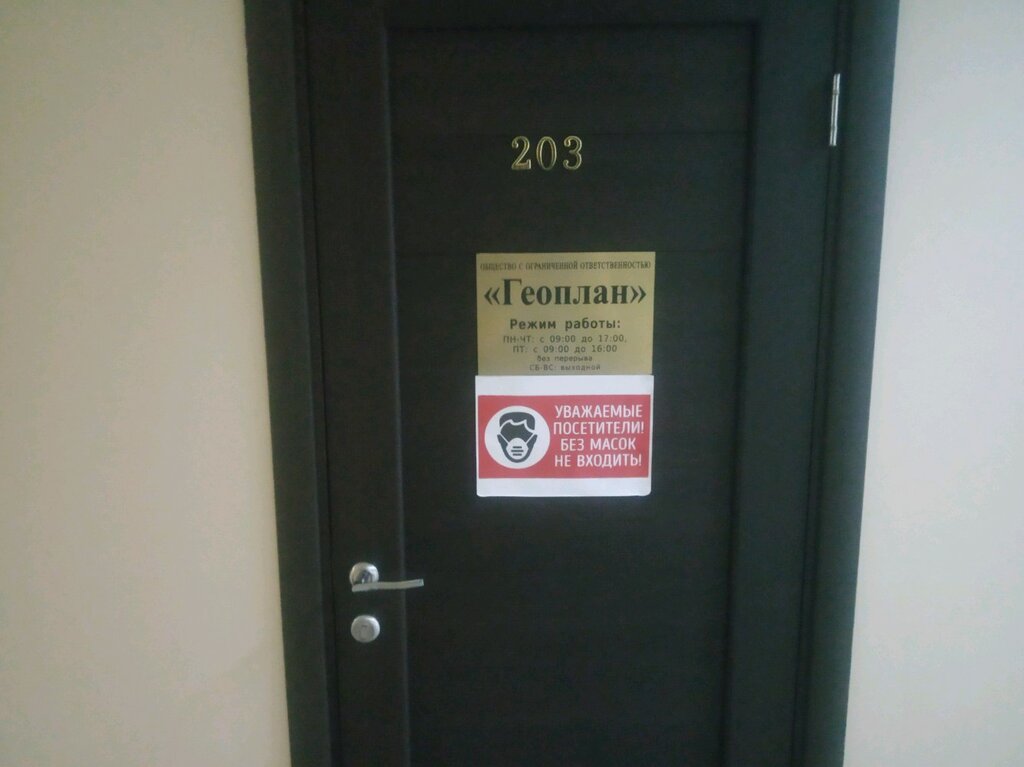 203
ОБЩЕСТВО С ОГРАНИЧЕННОЙ ОТВЕТСТВЕННОСТЬЮ
«Геоплан»
Режим работы:
ПН-ЧТ: с 09:00 до 17:00,
ПТ: с 09:00 до 16:00
без перерыва
СБ-ВС: выходной
УВАЖАЕМЫЕ
ПОСЕТИТЕЛИ!
БЕЗ МАСОК
НЕ ВХОДИТЬ!